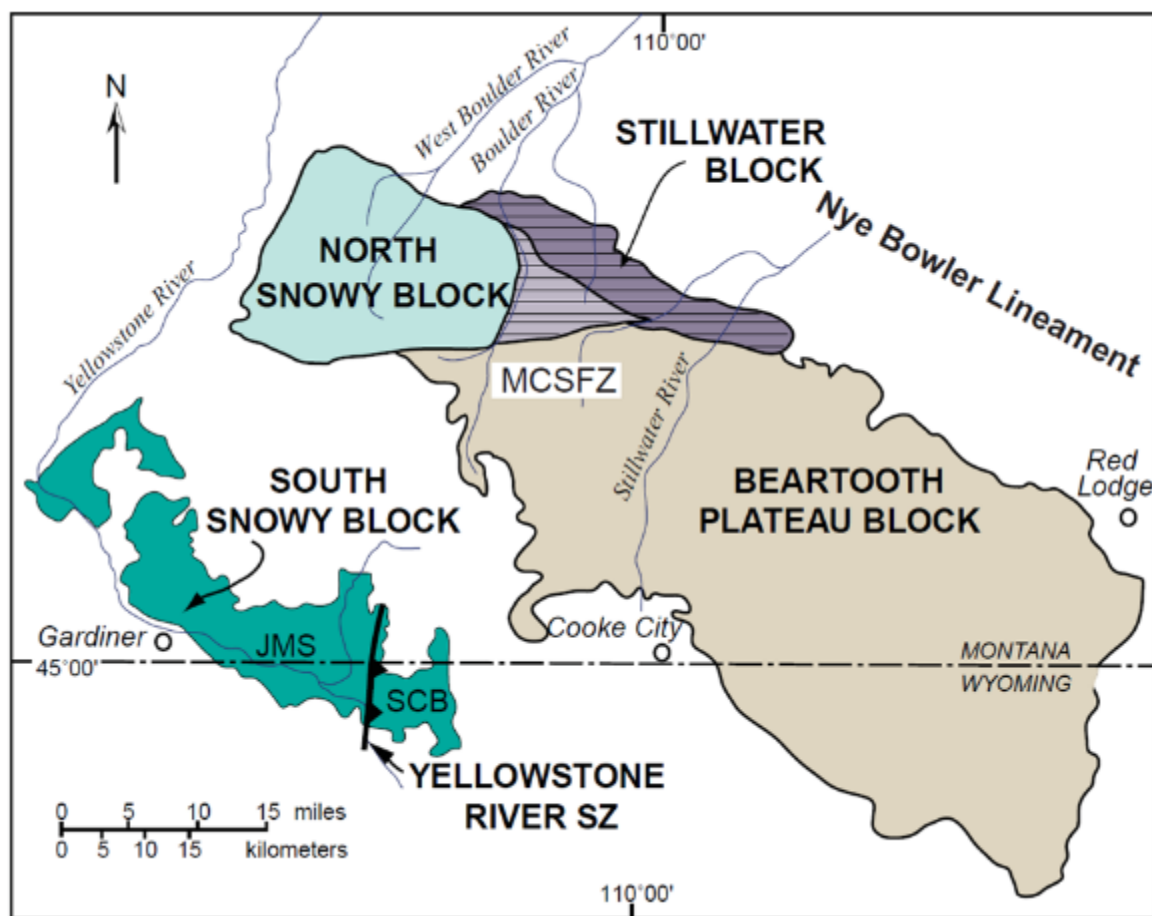 110°00'
N
West Boulder River
Boulder River
STILLWATER
BLOCK
Nye Bowler Lineament
NORTH
SNOWY BLOCK
Yellowstone River
MCSFZ
Stillwater River
SOUTH
SNOWY BLOCK
BEARTOOTH
PLATEAU BLOCK
Red
Lodge
Gardiner
JMS
Cooke City
45°00'
MONTANA
WYOMING
SCB
YELLOWSTONE
RIVER SZ
0 5 10 15 miles
0 5 10 15 kilometers
110°00'